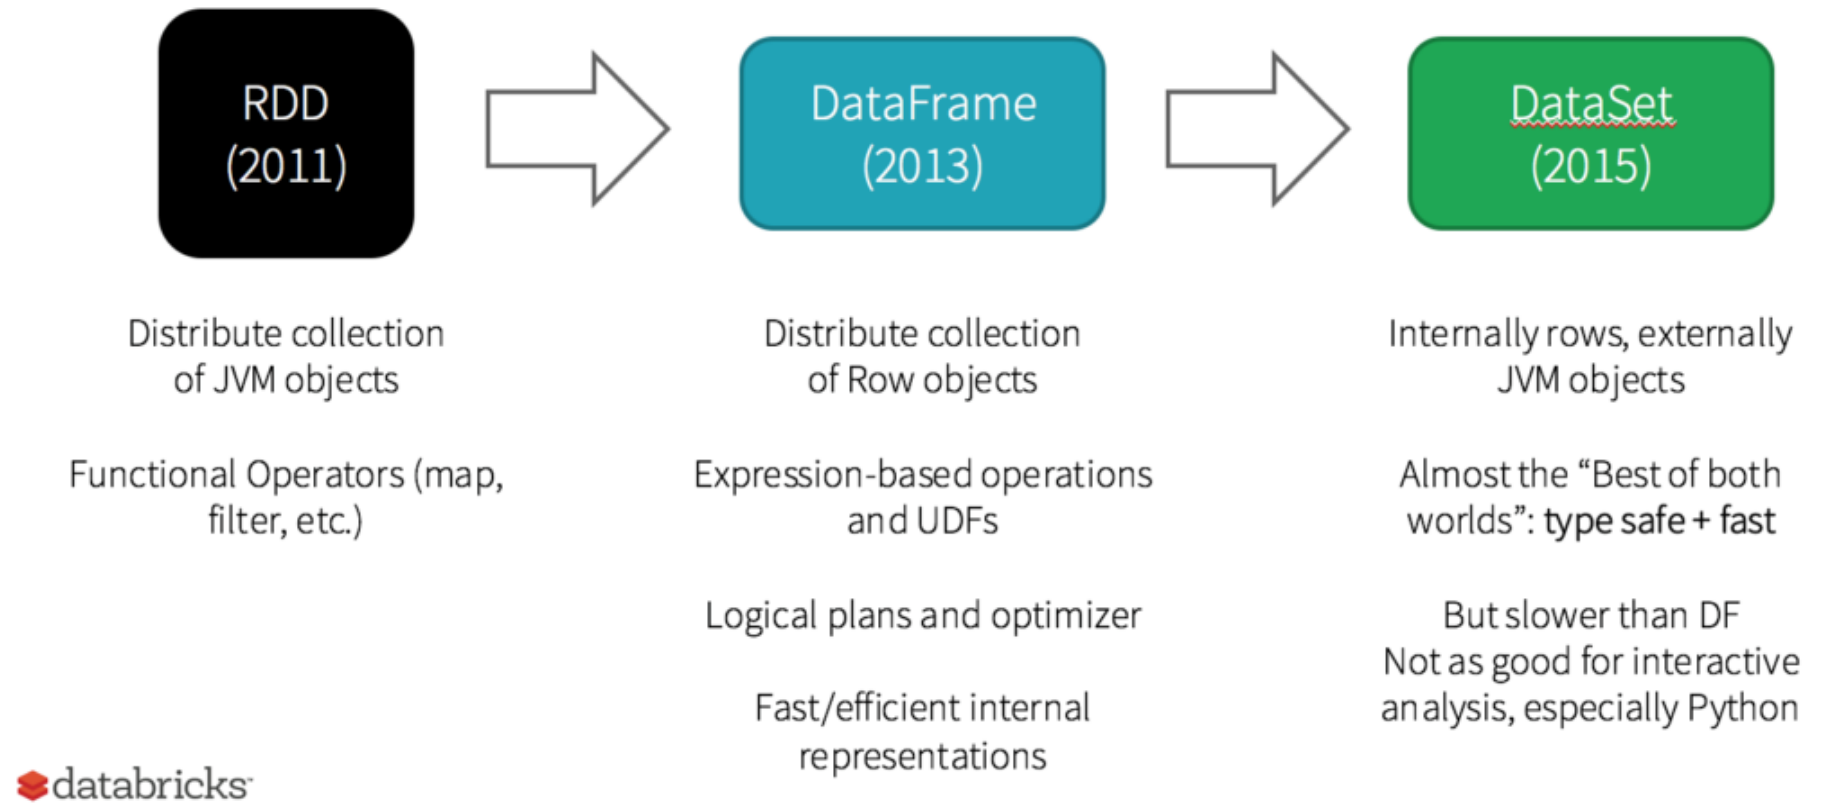 RDD
(2011)
DataFrame
(2013)
DataSet
(2015)
Distribute collection
of JVM objects
Functional Operators (map,
filter, etc.)
Distribute collection
of Row objects
Expression-based operations
and UDFs
Logical plans and optimizer
Fast/efficient internal
representations
Internally rows, externally
JVM objects
Almost the “Best of both
worlds”: type safe + fast
But slower than DF
Not as good for interactive
analysis, especially Python
databricks